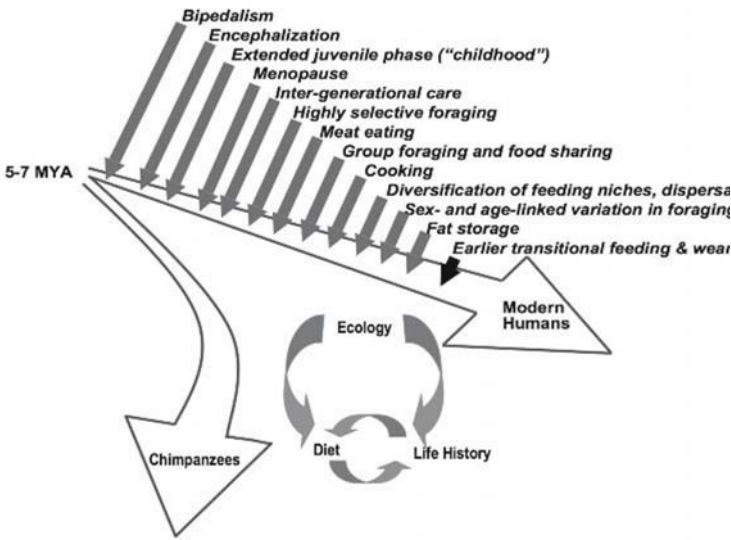 Bipedalism
Encephalization
Extended juvenile phase ("childhood")
Menopause
Inter-generational care
Highly selective foraging
Meat eating
Group foraging and food sharing
Cooking
Diversification of feeding niches, dispersa
Sex- and age-linked variation in foraging
Fat storage
Earlier transitional feeding & wean
5-7 MYA
Modern
Humans
Ecology
Diet
Life History
Chimpanzees